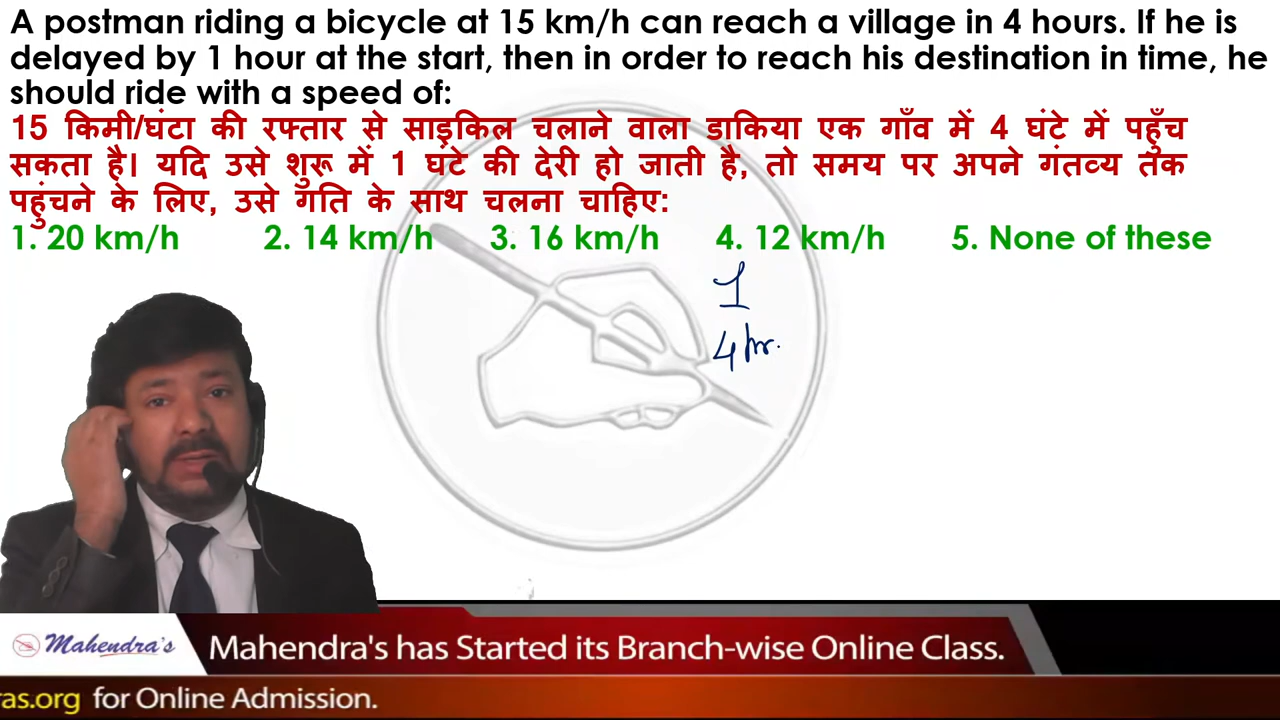 A postman riding a bicycle at 15 km/h can reach a village in 4 hours. If he is
delayed by 1 hour at the start, then in order to reach his destination in time, he
should ride with a speed of:
15 किमी/घंटा की रफ्तार से साइकिल चलाने वाला डाकिया एक गाँव में 4 घंटे में पहुँच
सकता है। यदि उसे शुरू में 1 घंटे की देरी हो जाती है, तो समय पर अपने गंतव्य तक
पहुंचने के लिए, उसे गति के साथ चलना चाहिए:
1. 20 km/h 2. 14 km/h 3. 16 km/h 4. 12 km/h 5. None of these
1
4 hr.
Mahendra's
Mahendra's has Started its Branch-wise Online Class.
ras.org for Online Admission.